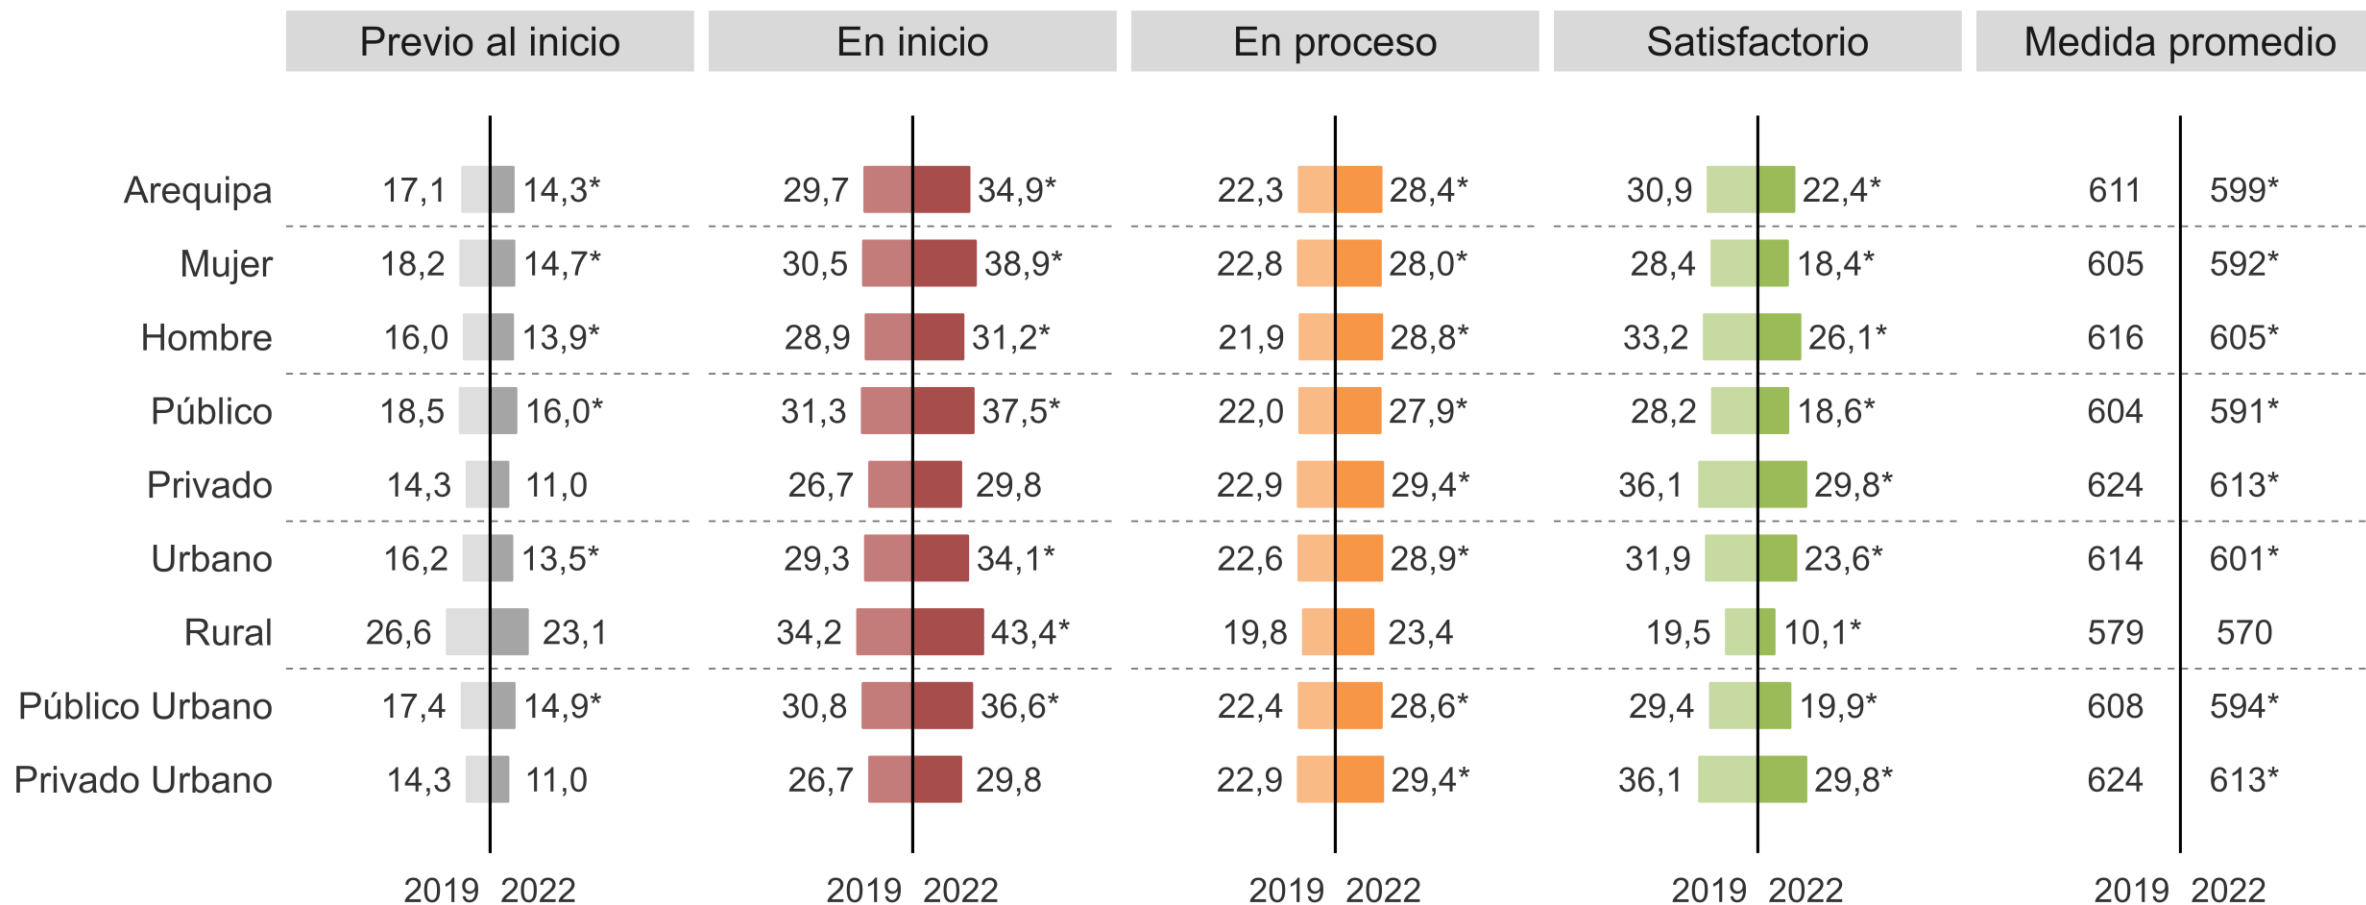 Previo al inicio En inicio En proceso Satisfactorio Medida promedio
Arequipa 17,1 14,3* 29,7 34,9* 22,3 28,4* 30,9 22,4* 611 599*
Mujer 18,2 14,7* 30,5 38,9* 22,8 28,0* 28,4 18,4* 605 592*
Hombre 16,0 13,9* 28,9 31,2* 21,9 28,8* 33,2 26,1* 616 605*
Público 18,5 16,0* 31,3 37,5* 22,0 27,9* 28,2 18,6* 604 591*
Privado 14,3 11,0 26,7 29,8 22,9 29,4* 36,1 29,8* 624 613*
Urbano 16,2 13,5* 29,3 34,1* 22,6 28,9* 31,9 23,6* 614 601*
Rural 26,6 23,1 34,2 43,4* 19,8 23,4 19,5 10,1* 579 570
Público Urbano 17,4 14,9* 30,8 36,6* 22,4 28,6* 29,4 19,9* 608 594*
Privado Urbano 14,3 11,0 26,7 29,8 22,9 29,4* 36,1 29,8* 624 613*
2019 2022 2019 2022 2019 2022 2019 2022 2019 2022